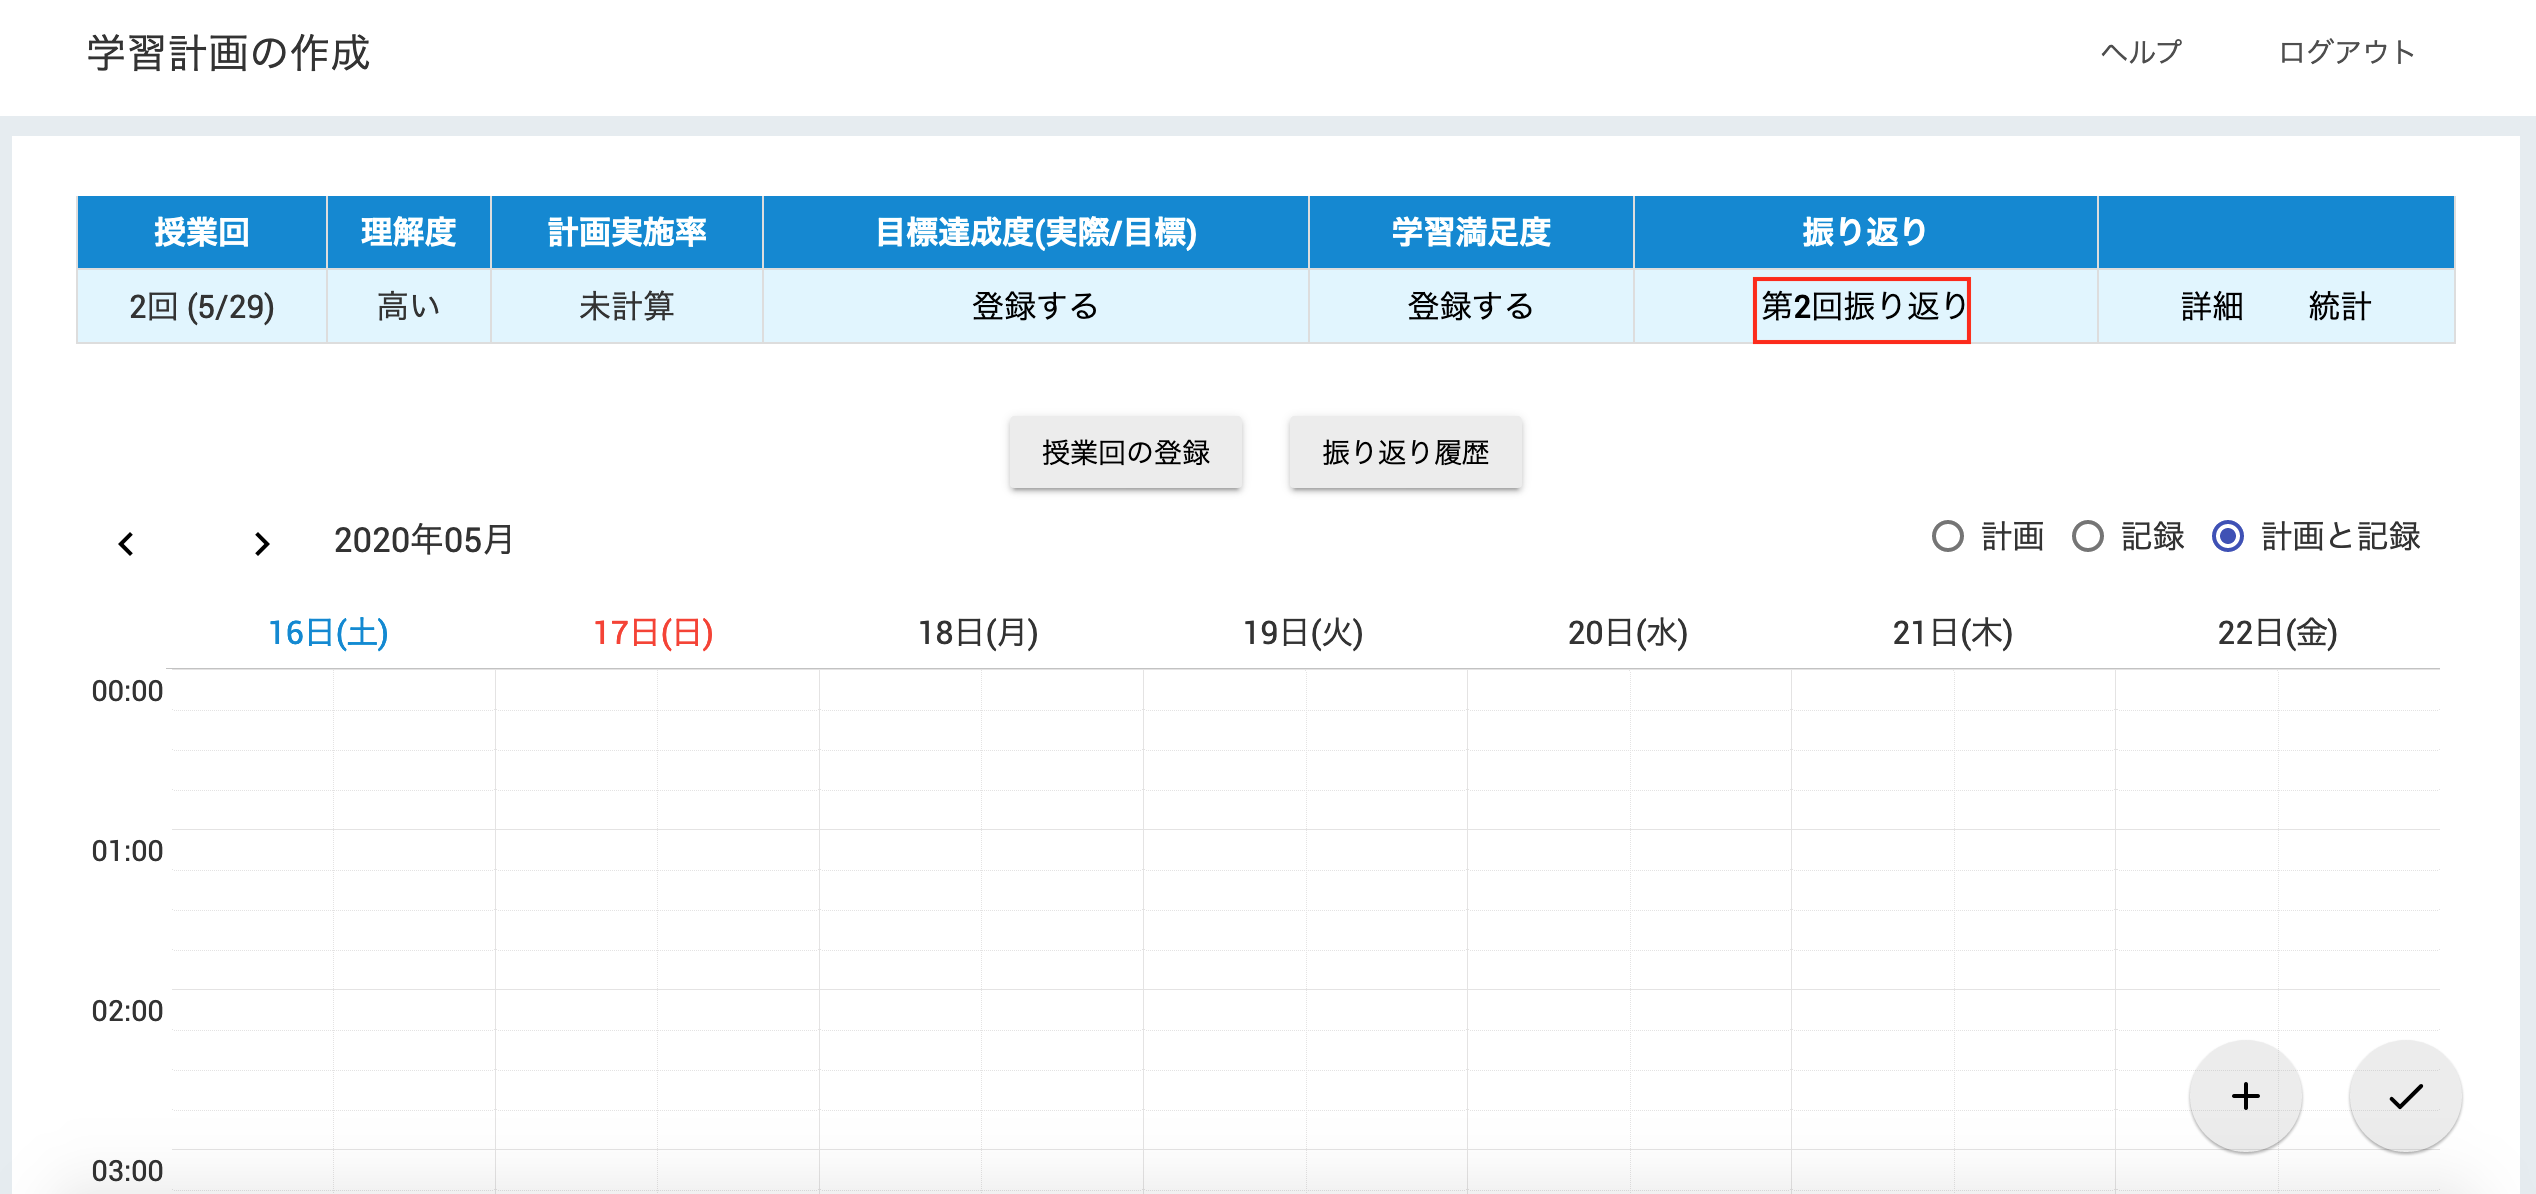 学習計画の作成 ヘルプ ログアウト
授業回 理解度 計画実施率 目標達成度(実際/目標) 学習満足度 振り返り
2回 (5/29) 高い 未計算 登録する 登録する 第2回振り返り 詳細 統計
授業回の登録 振り返り履歴
2020年05月 計画 記録 計画と記録
16日(土) 17日(日) 18日(月) 19日(火) 20日(水) 21日(木) 22日(金)
00:00
01:00
02:00
03:00